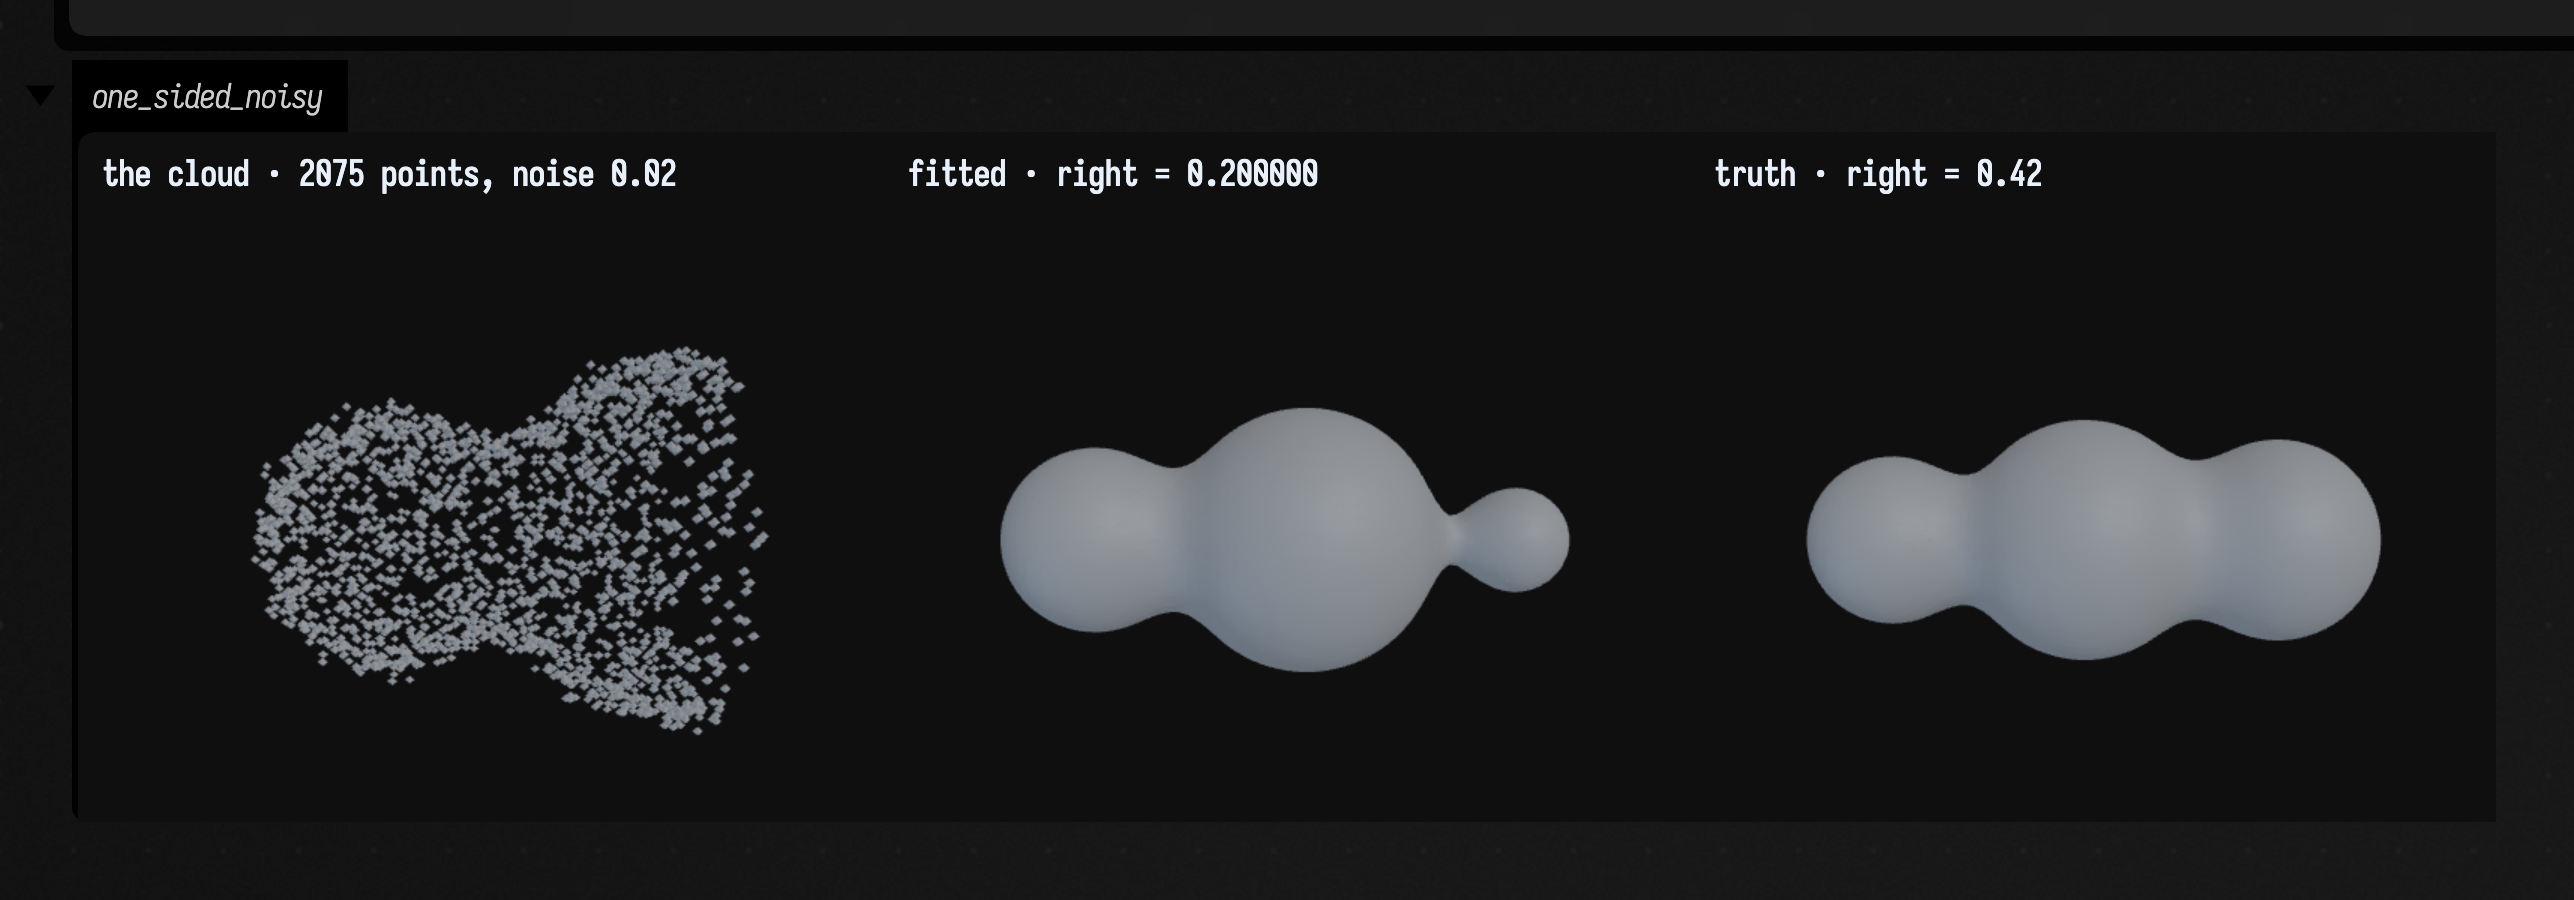 one_sided_noisy
the cloud · 2075 points, noise 0.02
fitted · right = 0.200000
truth · right = 0.42